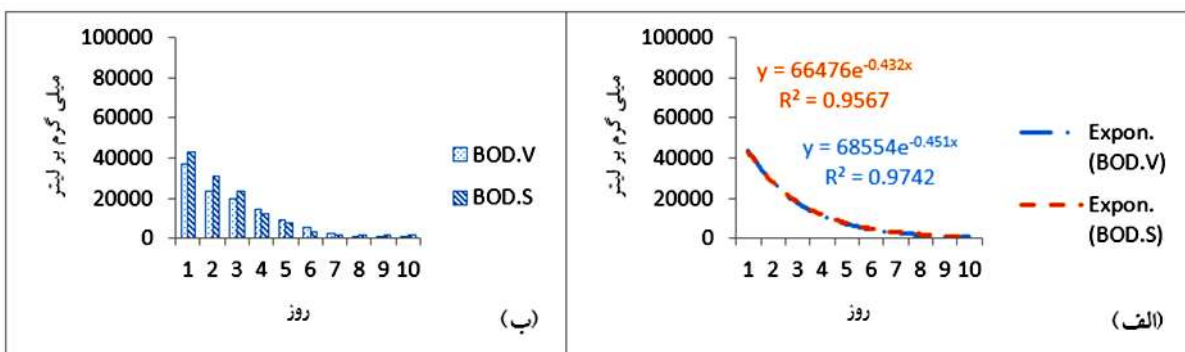 100000
80000
60000
40000
20000
0
میلی گرم بر لیتر
1 2 3 4 5 6 7 8 9 10
روز
BOD.V
BOD.S
(ب)
100000
80000
60000
40000
20000
0
میلی گرم بر لیتر
y = 66476e^-0.432x
R² = 0.9567
y = 68554e^-0.451x
R² = 0.9742
1 2 3 4 5 6 7 8 9 10
روز
Expon.
(BOD.V)
Expon.
(BOD.S)
(الف)